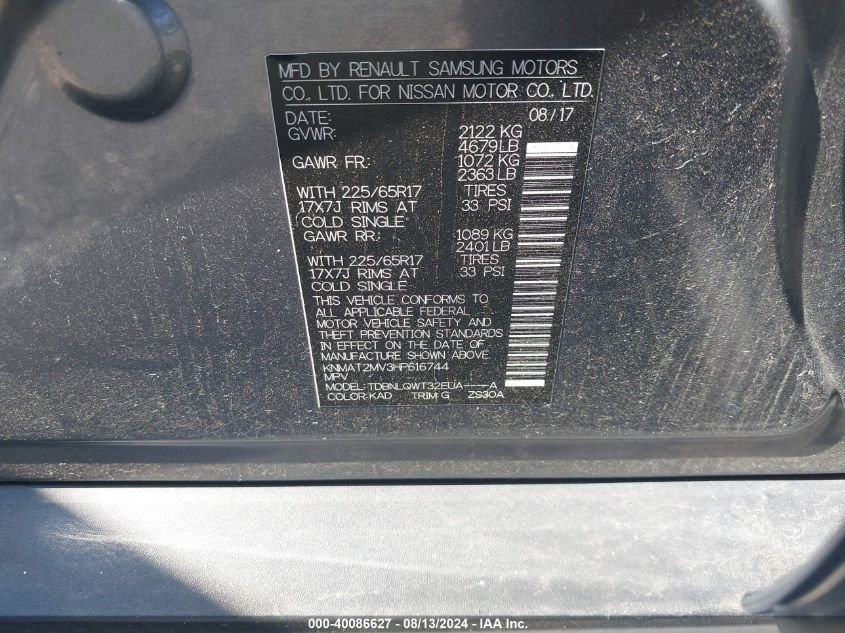 MFD BY RENAULT SAMSUNG MOTORS
CO., LTD. FOR NISSAN MOTOR CO., LTD.
DATE: 08/17
GVWR: 2122 KG
4679LB
GAWR FR: 1072 KG
2363LB
WITH 225/65R17 TIRES
17X7J RIMS AT 33 PSI
COLD SINGLE
GAWR RR: 1089 KG
2401LB
WITH 225/65R17 TIRES
17X7J RIMS AT 33 PSI
COLD SINGLE
THIS VEHICLE CONFORMS TO
ALL APPLICABLE FEDERAL
MOTOR VEHICLE SAFETY AND
THEFT PREVENTION STANDARDS
IN EFFECT ON THE DATE OF
MANUFACTURE SHOWN ABOVE.
KNMAT2MV3HP616744
MPV
MODEL: TDBNLQWT32EUA----A
COLOR:KAD TRIM:G ZS30A
000-40086627 - 08/13/2024 - IAA Inc.